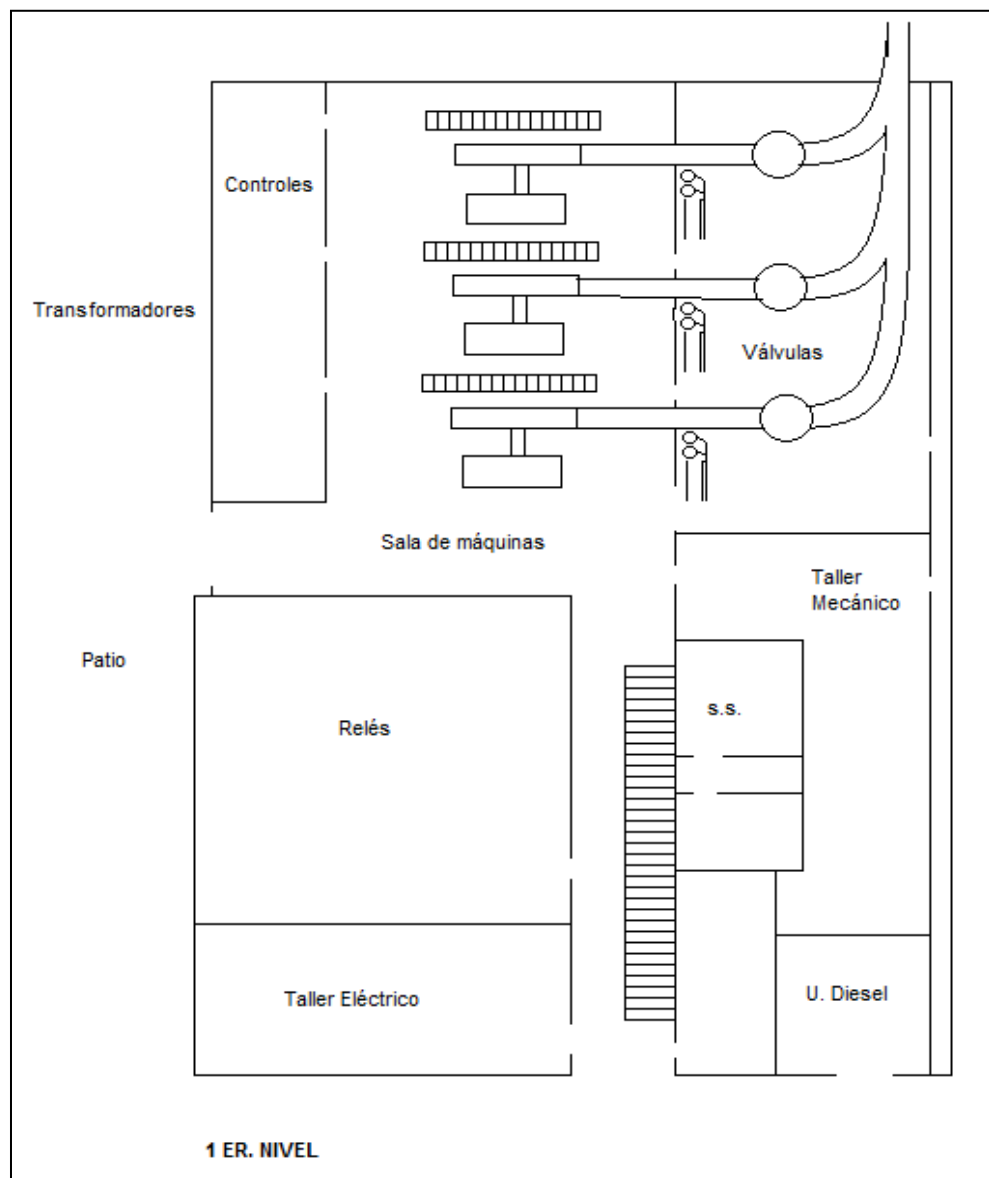 Controles
Transformadores
Válvulas
Sala de máquinas
Taller
Mecánico
Patio
s.s.
Relés
U. Diesel
Taller Eléctrico
1 ER. NIVEL